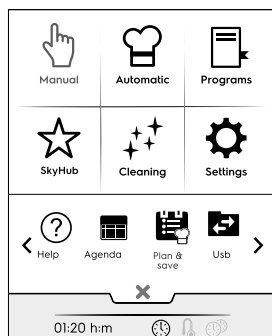 Manual Automatic Programs
SkyHub Cleaning Settings
Help Agenda Plan & save Usb
01:20 h:m